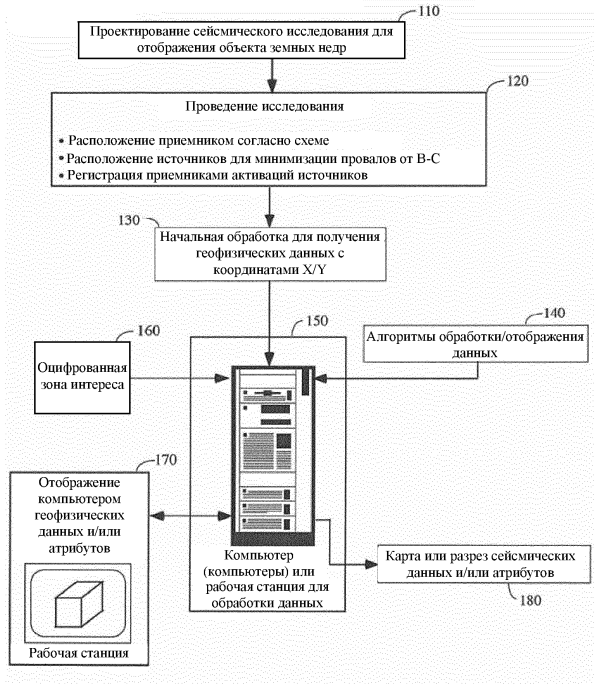 110
Проектирование сейсмического исследования для
отображения объекта земных недр
120
Проведение исследования
• Расположение приемником согласно схеме
• Расположение источников для минимизации провалов от В-С
• Регистрация приемниками активаций источников
130
Начальная обработка для получения
геофизических данных с
координатами X/Y
140
Алгоритмы обработки/отображения
данных
150
160
Оцифрованная
зона интереса
170
Отображение
компьютером
геофизических
данных и/или
атрибутов
Рабочая станция
Компьютер
(компьютеры) или
рабочая станция для
обработки данных
Карта или разрез сейсмических
данных и/или атрибутов
180